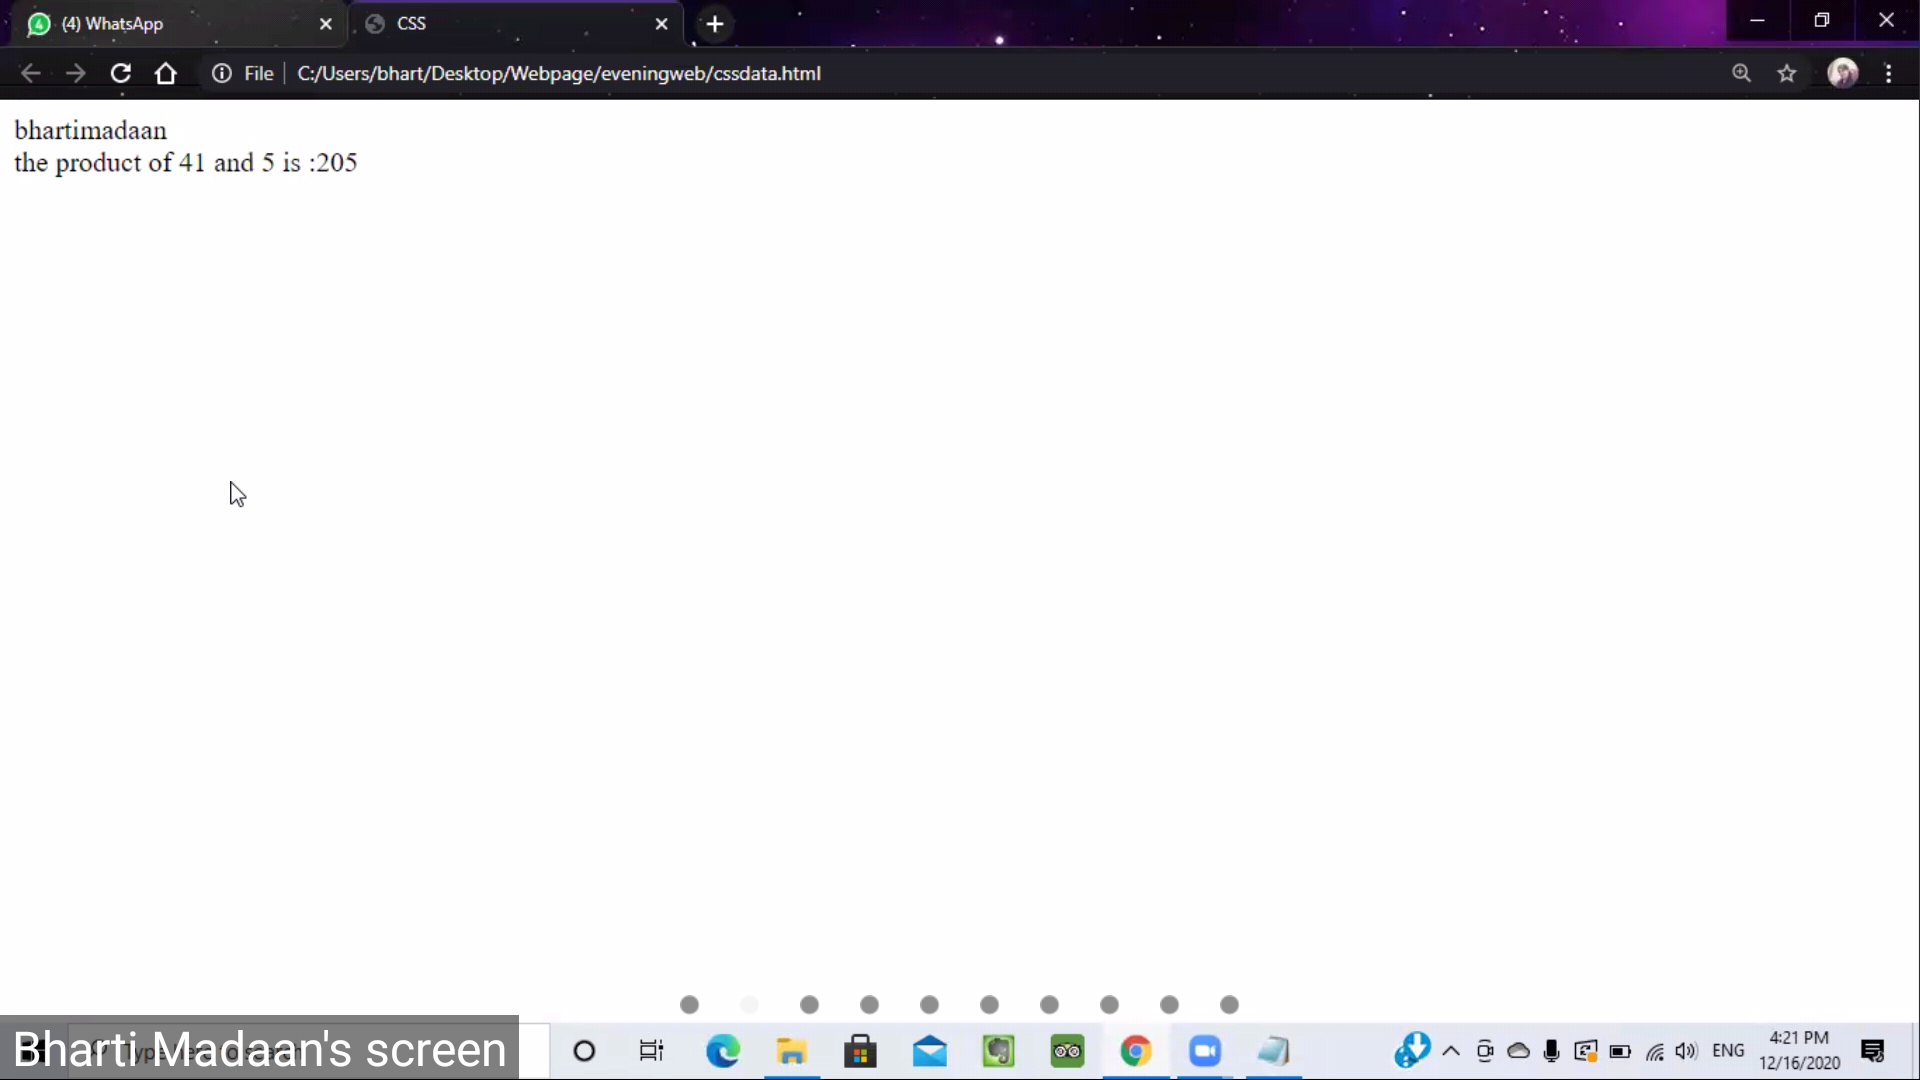 (4) WhatsApp
CSS
File
C:/Users/bhart/Desktop/Webpage/eveningweb/cssdata.html
bhartimadaan
the product of 41 and 5 is :205
Bharti Madaan's screen
ENG
4:21 PM
12/16/2020